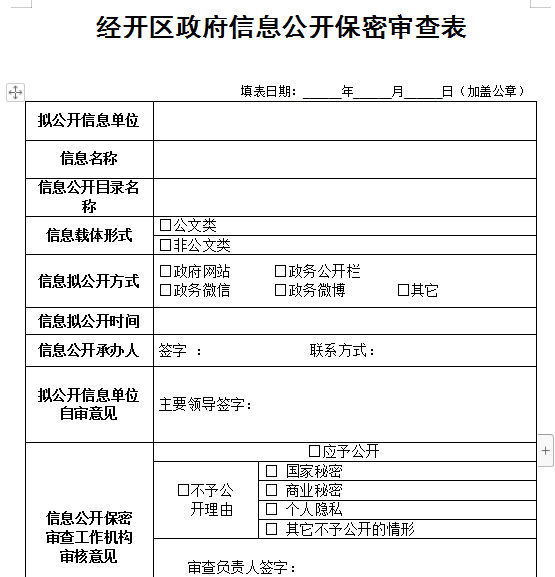 经开区政府信息公开保密审查表
填表日期：______年______月______日（加盖公章）
拟公开信息单位
信息名称
信息公开目录名
称
信息载体形式
□公文类
□非公文类
信息拟公开方式
□政府网站 □政务公开栏
□政务微信 □政务微博 □其它
信息拟公开时间
信息公开承办人
签字 ： 联系方式：
拟公开信息单位
自审意见
主要领导签字：
信息公开保密
审查工作机构
审核意见
□应予公开
□不予公
开理由
□ 国家秘密
□ 商业秘密
□ 个人隐私
□ 其它不予公开的情形
审查负责人签字：